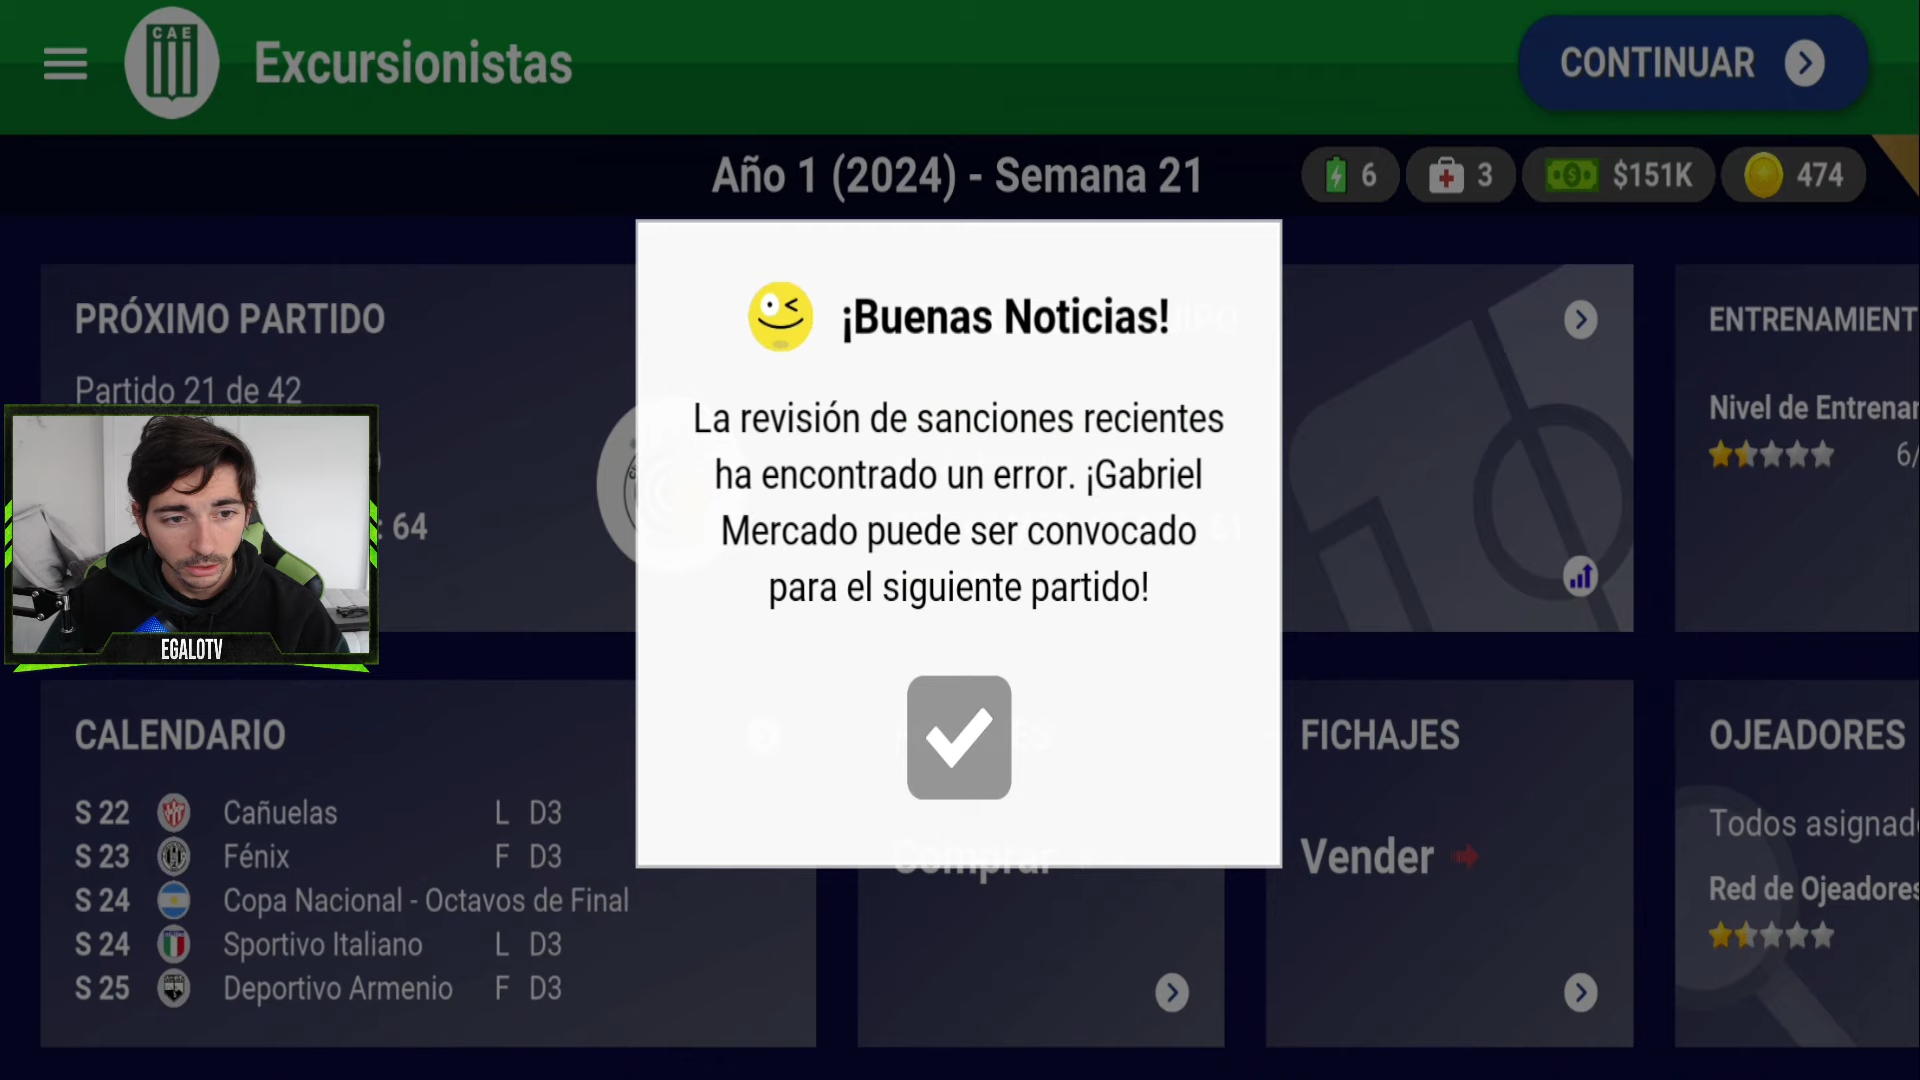 CAE
Excursionistas
CONTINUAR
Año 1 (2024) - Semana 21
6
3
$151K
474
PRÓXIMO PARTIDO
Partido 21 de 42
: 64
¡Buenas Noticias!
La revisión de sanciones recientes
ha encontrado un error. ¡Gabriel
Mercado puede ser convocado
para el siguiente partido!
ENTRENAMIENT
Nivel de Entrenar
6/
EGALOTV
CALENDARIO
S 22 Cañuelas L D3
S 23 Fénix F D3
S 24 Copa Nacional - Octavos de Final
S 24 Sportivo Italiano L D3
S 25 Deportivo Armenio F D3
Comprar
FICHAJES
Vender
OJEADORES
Todos asignad
Red de Ojeadores